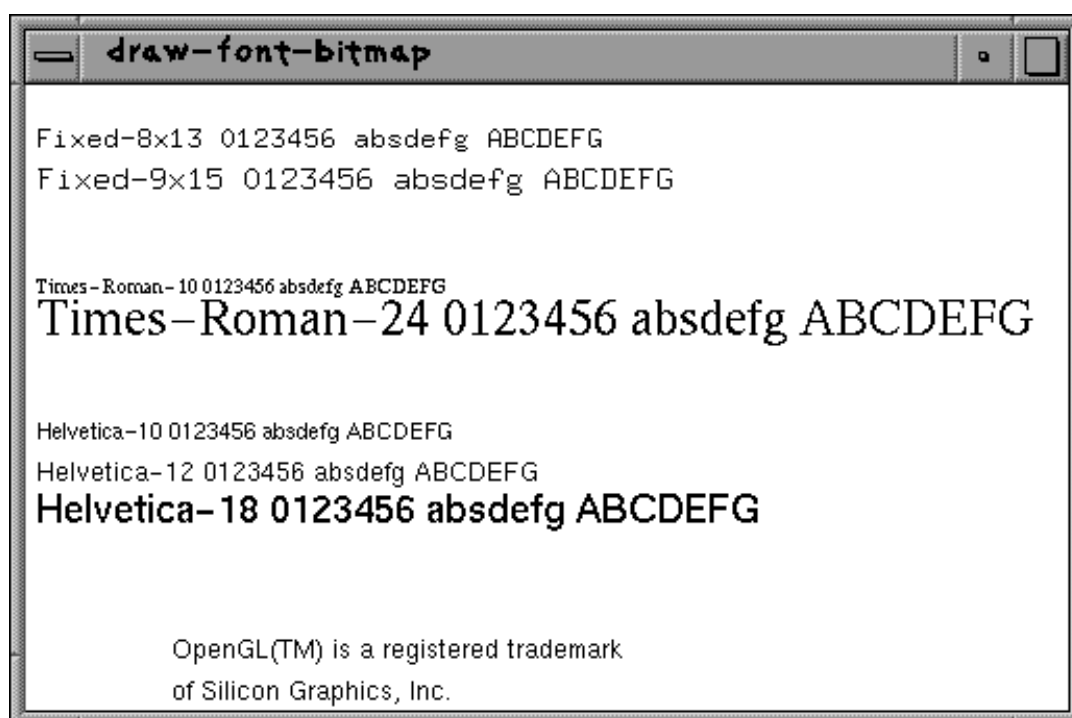 draw-font-bitmap
Fixed-8x13 0123456 absdefg ABCDEFG
Fixed-9x15 0123456 absdefg ABCDEFG
Times-Roman-10 0123456 absdefg ABCDEFG
Times-Roman-24 0123456 absdefg ABCDEFG
Helvetica-10 0123456 absdefg ABCDEFG
Helvetica-12 0123456 absdefg ABCDEFG
Helvetica-18 0123456 absdefg ABCDEFG
OpenGL(TM) is a registered trademark
of Silicon Graphics, Inc.